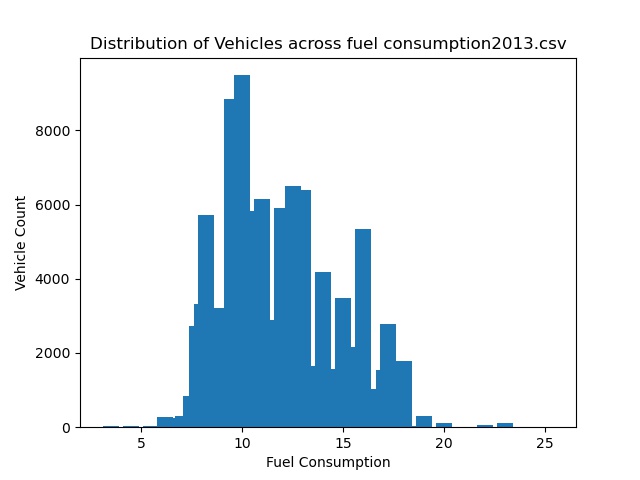 Distribution of Vehicles across fuel consumption2013.csv
8000
6000
4000
2000
0
Vehicle Count
5 10 15 20 25
Fuel Consumption